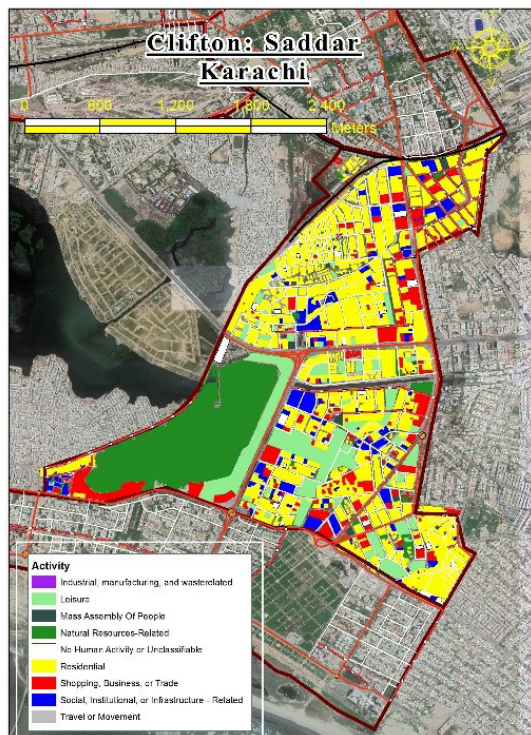 Clifton: Saddar
Karachi
0 600 1,200 1,800 2,400
Meters
Activity
Industrial, manufacturing, and wasterelated
Leisure
Mass Assembly Of People
Natural Resources-Related
No Human Activity or Unclassifiable
Residential
Shopping, Business, or Trade
Social, Institutional, or Infrastructure - Related
Travel or Movement